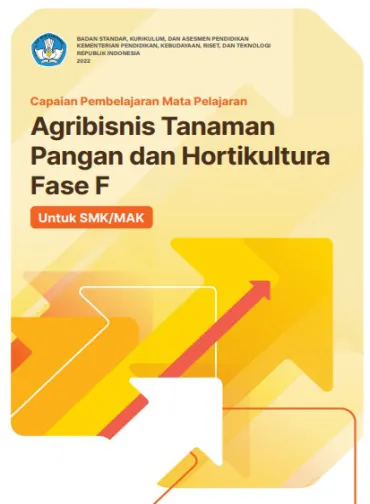 BADAN STANDAR, KURIKULUM, DAN ASESMEN PENDIDIKAN
KEMENTERIAN PENDIDIKAN, KEBUDAYAAN, RISET, DAN TEKNOLOGI
REPUBLIK INDONESIA
2022
Capaian Pembelajaran Mata Pelajaran
Agribisnis Tanaman
Pangan dan Hortikultura
Fase F
Untuk SMK/MAK